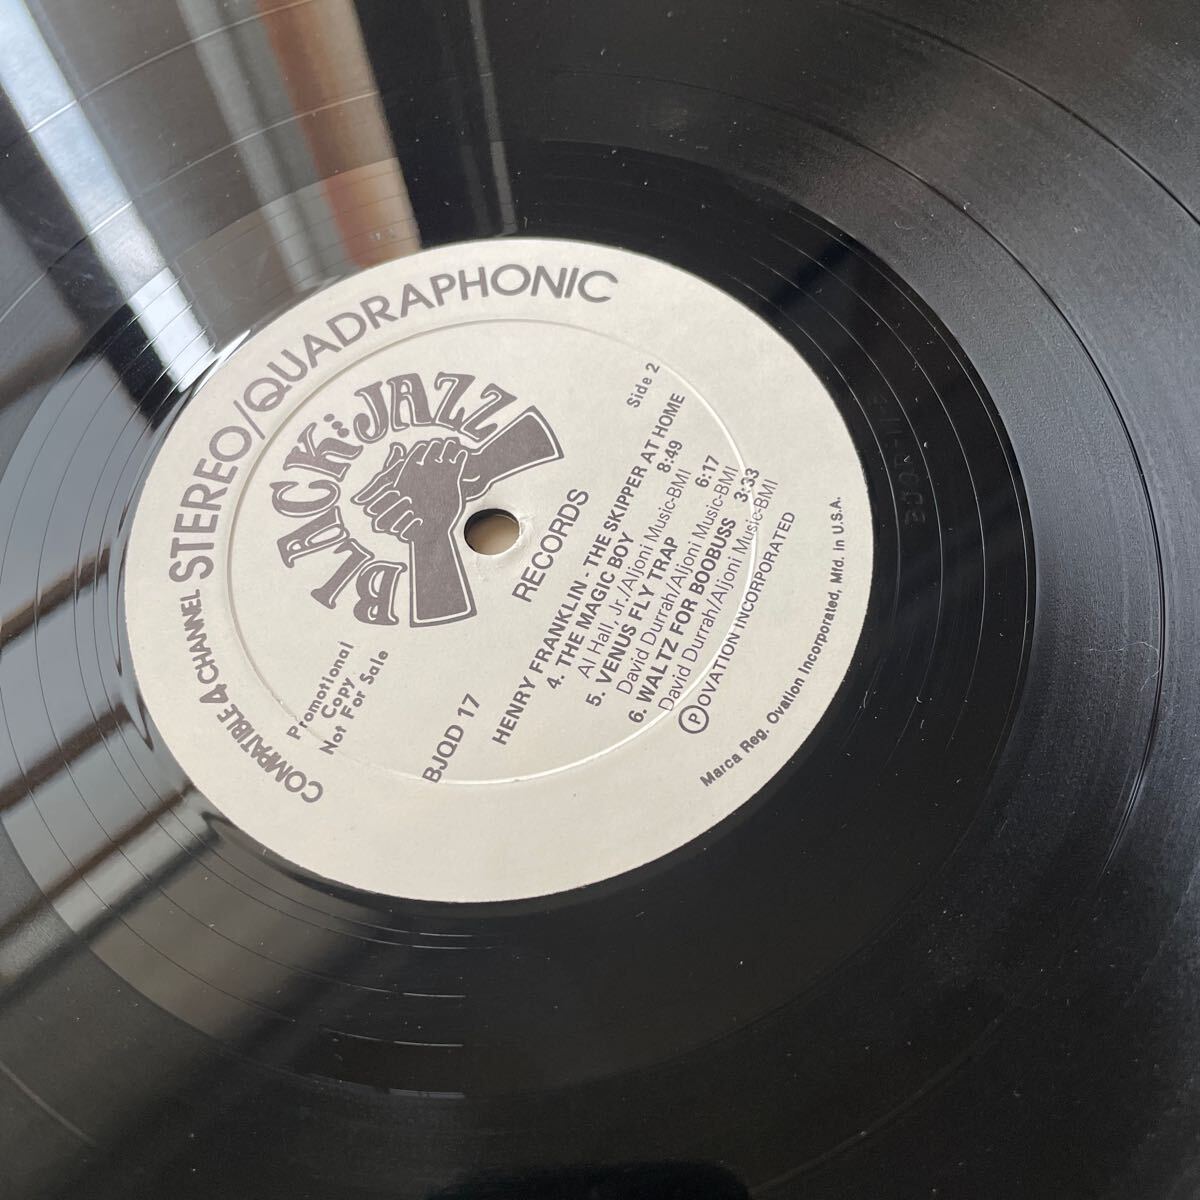 COMPATIBLE 4 CHANNEL STEREO/QUADRAPHONIC
BLACK JAZZ
RECORDS
Side 2
Promotional
Copy
Not For Sale
BJQD 17
HENRY FRANKLIN - THE SKIPPER AT HOME
4. THE MAGIC BOY 8:49
Al Hall, Jr./Aljoni Music-BMI
5. VENUS FLY TRAP 6:17
David Durrah/Aljoni Music-BMI
6. WALTZ FOR BOOBUSS 3:33
David Durrah/Aljoni Music-BMI
Ⓟ OVATION INCORPORATED
Marca Reg. Ovation Incorporated, Mfd. in U.S.A.